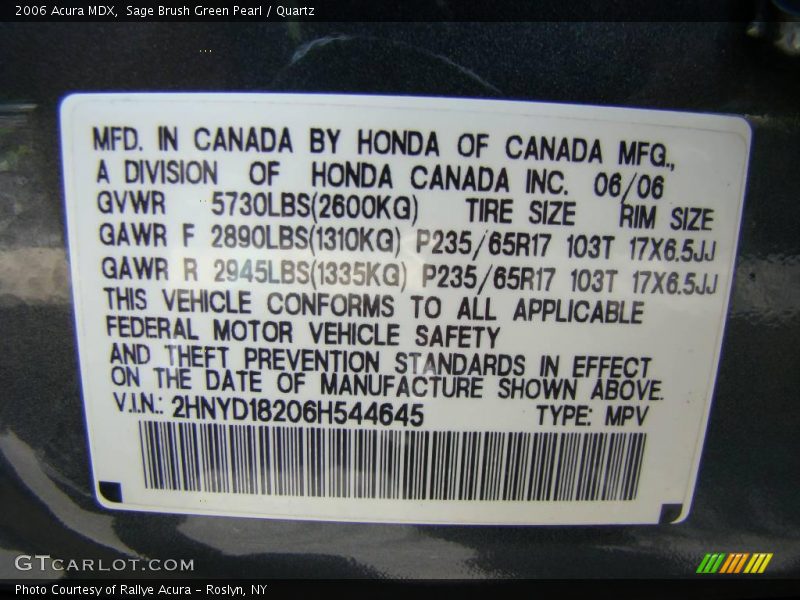 2006 Acura MDX,  Sage Brush Green Pearl / Quartz
MFD. IN CANADA BY HONDA OF CANADA MFG.,
A DIVISION OF HONDA CANADA INC. 06/06
GVWR 5730LBS(2600KG) TIRE SIZE RIM SIZE
GAWR F 2890LBS(1310KG) P235/65R17 103T 17X6.5JJ
GAWR R 2945LBS(1335KG) P235/65R17 103T 17X6.5JJ
THIS VEHICLE CONFORMS TO ALL APPLICABLE
FEDERAL MOTOR VEHICLE SAFETY
AND THEFT PREVENTION STANDARDS IN EFFECT
ON THE DATE OF MANUFACTURE SHOWN ABOVE.
V.I.N.: 2HNYD18206H544645 TYPE: MPV
GTCARLOT.COM
Photo Courtesy of Rallye Acura - Roslyn, NY